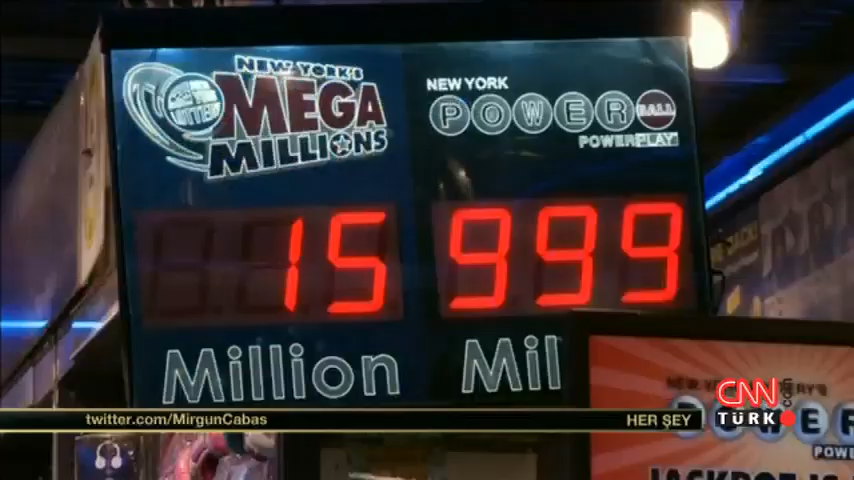 NEW YORK'S
MEGA
MILLIONS
15
Million
NEW YORK
POWERBALL
POWERPLAY
999
Mil
CNN
TÜRK.com
twitter.com/MirgunCabas
HER ŞEY